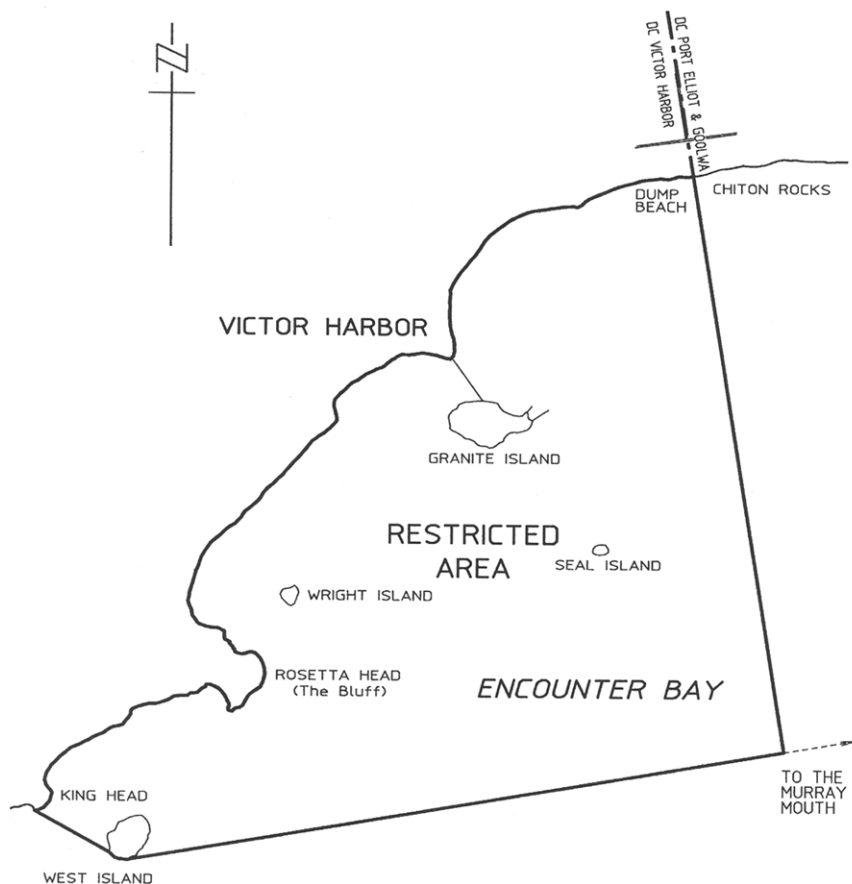 N
DC PORT ELLIOT & GOOLWA
DC VICTOR HARBOR
DUMP
BEACH
CHITON ROCKS
VICTOR HARBOR
GRANITE ISLAND
RESTRICTED
AREA
SEAL ISLAND
WRIGHT ISLAND
ROSETTA HEAD
(The Bluff)
ENCOUNTER BAY
TO THE
MURRAY
MOUTH
KING HEAD
WEST ISLAND